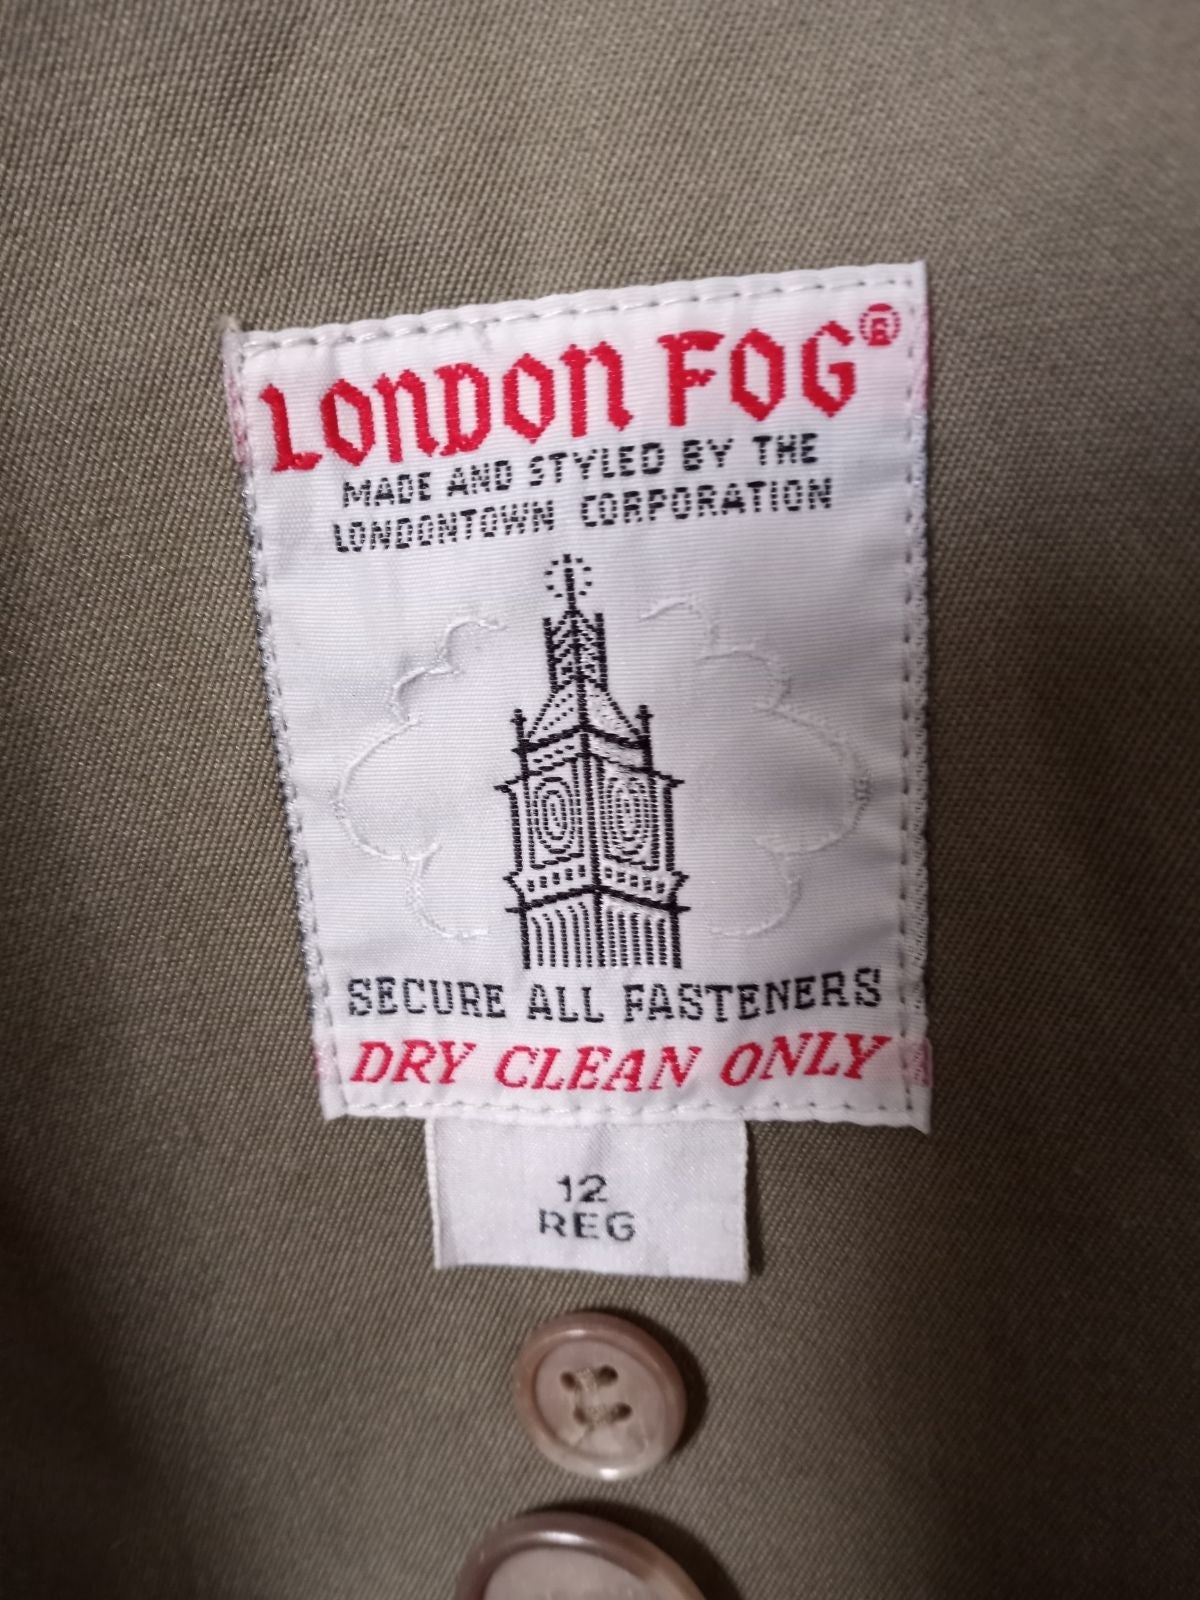 LONDON FOG®
MADE AND STYLED BY THE
LONDONTOWN CORPORATION
SECURE ALL FASTENERS
DRY CLEAN ONLY
12
REG